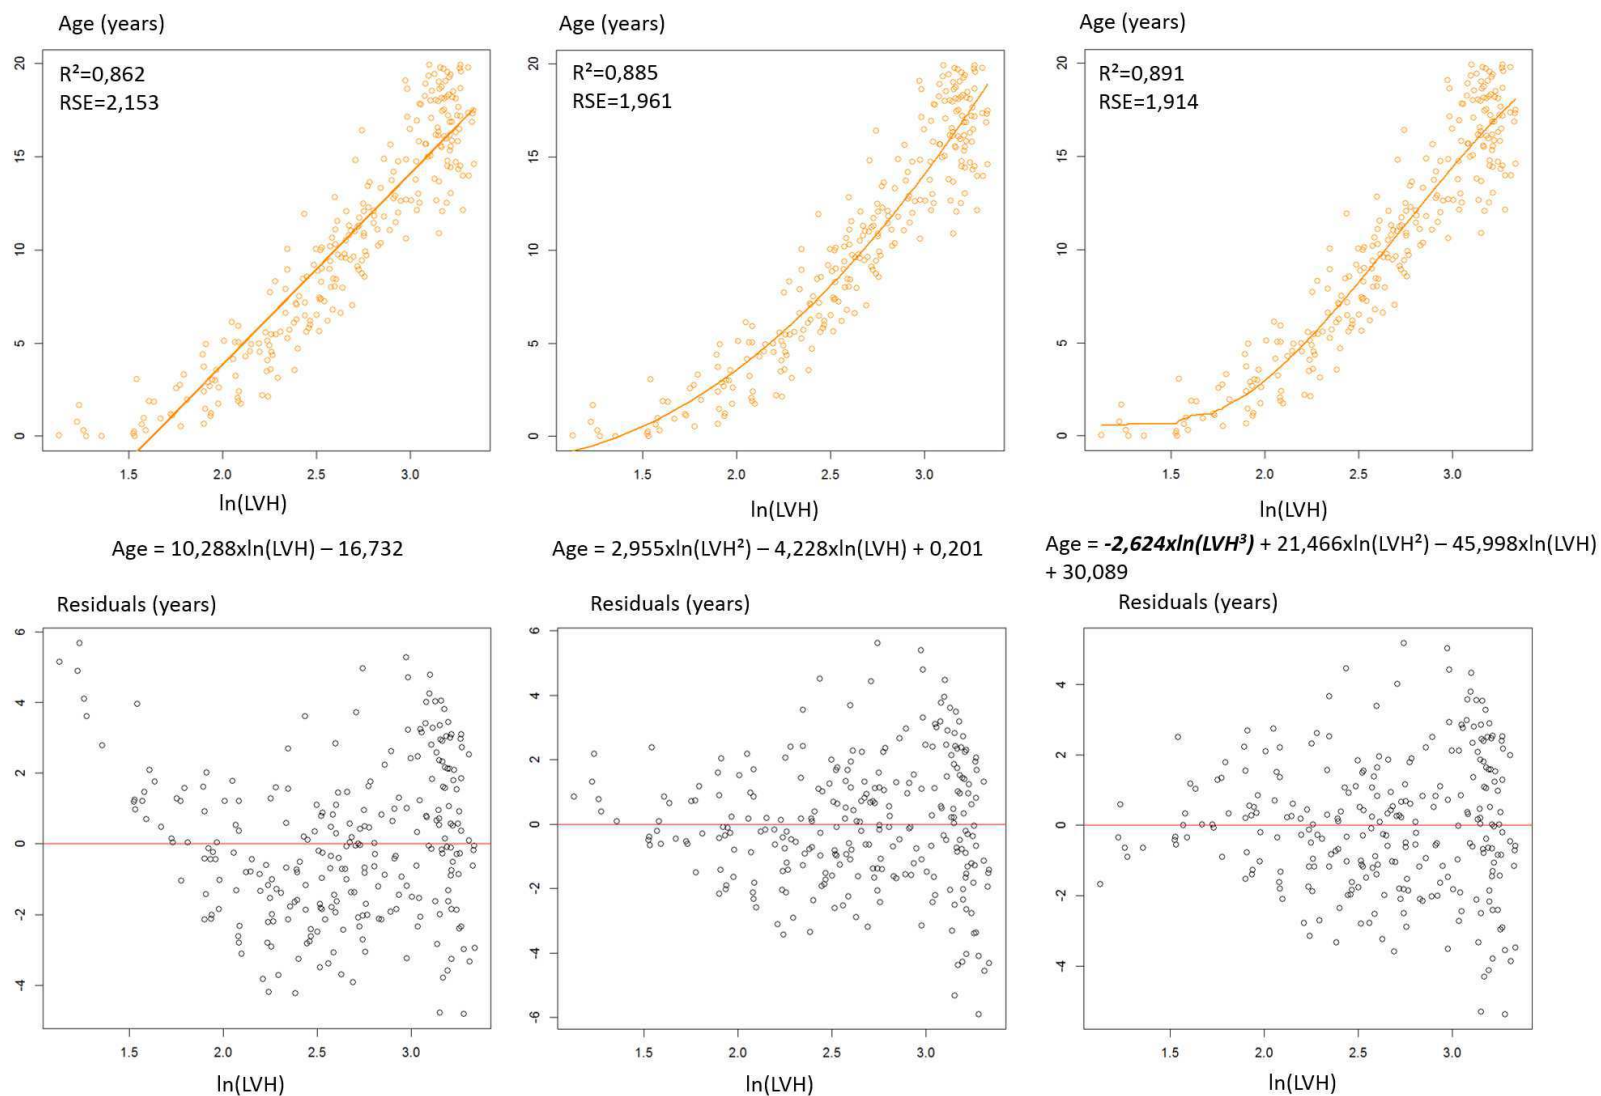 Age (years)
R²=0,862
RSE=2,153
20
15
10
5
0
1.5 2.0 2.5 3.0
ln(LVH)
Age = 10,288xln(LVH) – 16,732
Age (years)
R²=0,885
RSE=1,961
20
15
10
5
0
1.5 2.0 2.5 3.0
ln(LVH)
Age = 2,955xln(LVH²) – 4,228xln(LVH) + 0,201
Age (years)
R²=0,891
RSE=1,914
20
15
10
5
0
1.5 2.0 2.5 3.0
ln(LVH)
Age = -2,624xln(LVH³) + 21,466xln(LVH²) – 45,998xln(LVH)
+ 30,089
Residuals (years)
6
4
2
0
-2
-4
1.5 2.0 2.5 3.0
ln(LVH)
Residuals (years)
6
4
2
0
-2
-4
-6
1.5 2.0 2.5 3.0
ln(LVH)
Residuals (years)
4
2
0
-2
-4
1.5 2.0 2.5 3.0
ln(LVH)